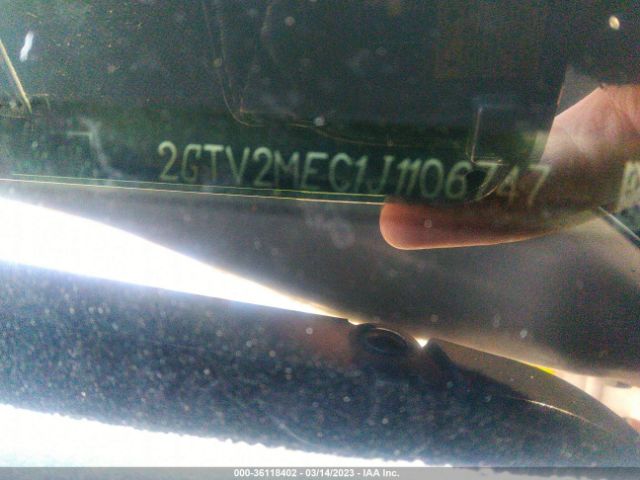 2GTV2MEC1J1106747
000-36118402 - 03/14/2023 - IAA Inc.